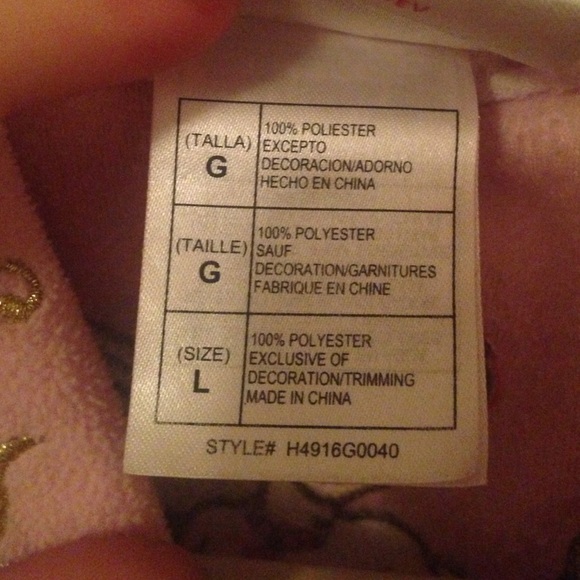 (TALLA)
G
100% POLIESTER
EXCEPTO
DECORACION/ADORNO
HECHO EN CHINA
(TAILLE)
G
100% POLYESTER
SAUF
DECORATION/GARNITURES
FABRIQUE EN CHINE
(SIZE)
L
100% POLYESTER
EXCLUSIVE OF
DECORATION/TRIMMING
MADE IN CHINA
STYLE# H4916G0040